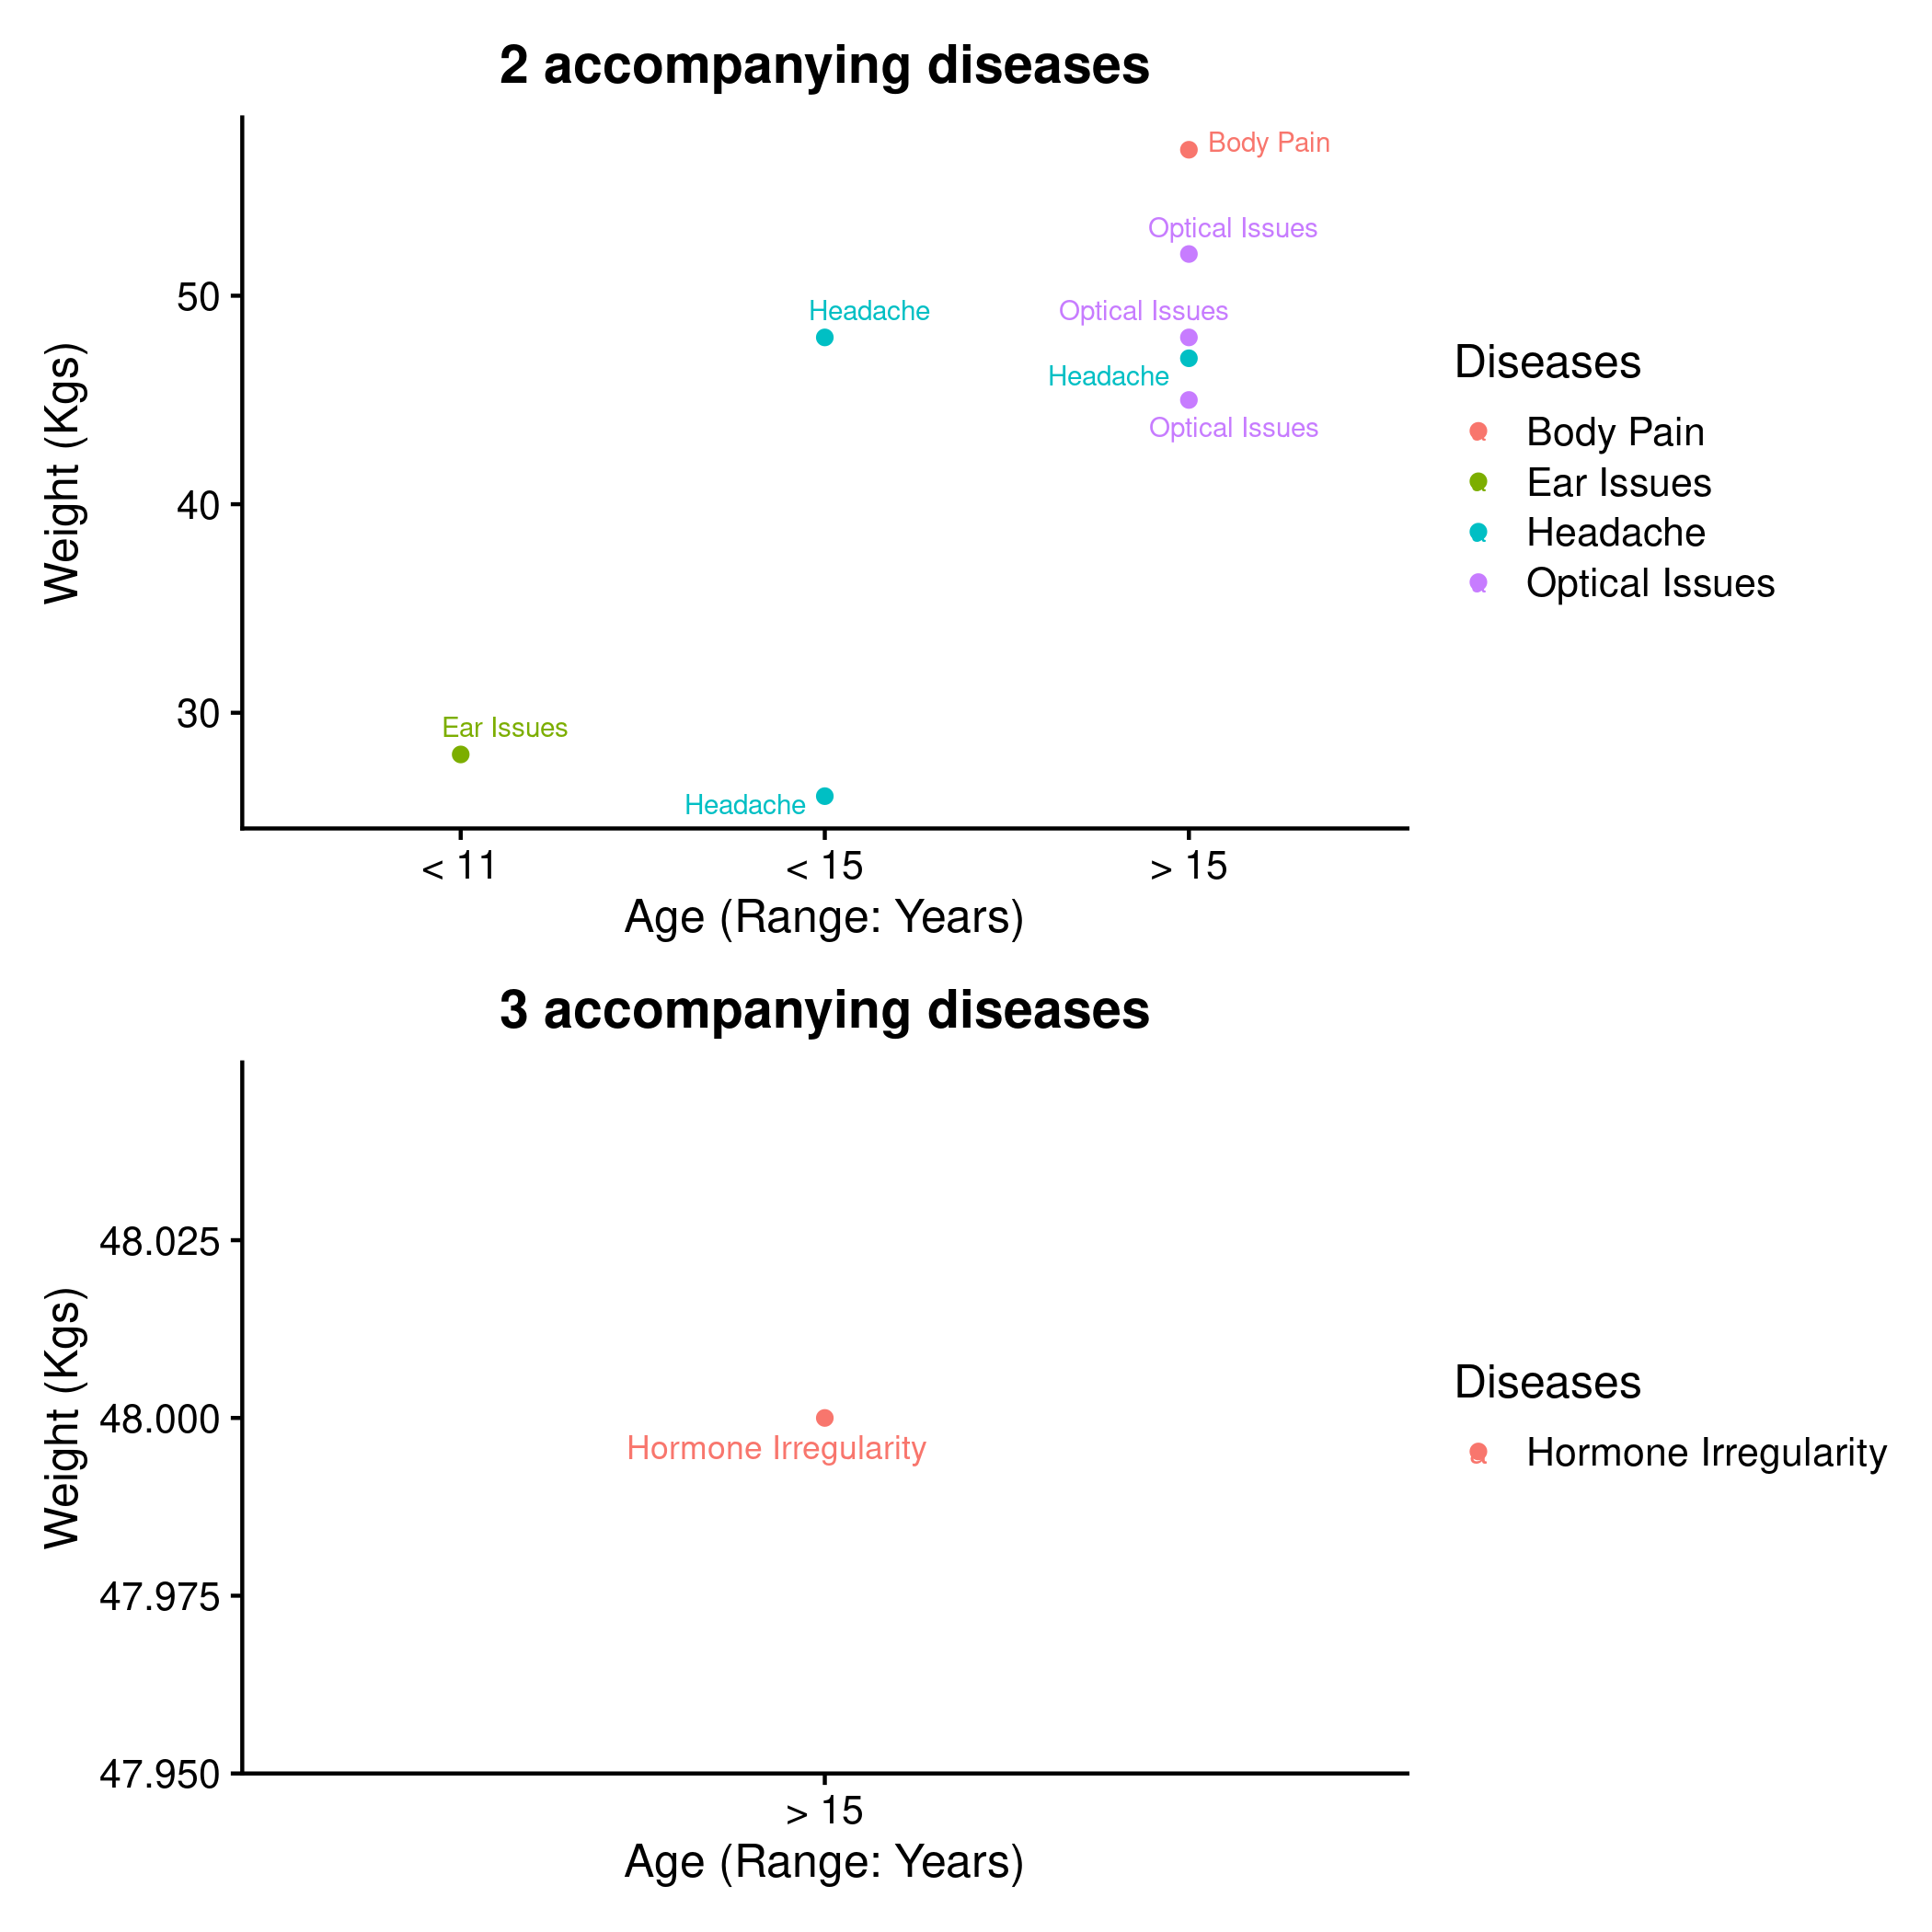 2 accompanying diseases
Weight (Kgs)
50
40
30
Body Pain
Optical Issues
Headache
Optical Issues
Headache
Optical Issues
Ear Issues
Headache
< 11
< 15
> 15
Age (Range: Years)
Diseases
Body Pain
Ear Issues
Headache
Optical Issues
3 accompanying diseases
Weight (Kgs)
48.025
48.000
47.975
47.950
Hormone Irregularity
> 15
Age (Range: Years)
Diseases
Hormone Irregularity